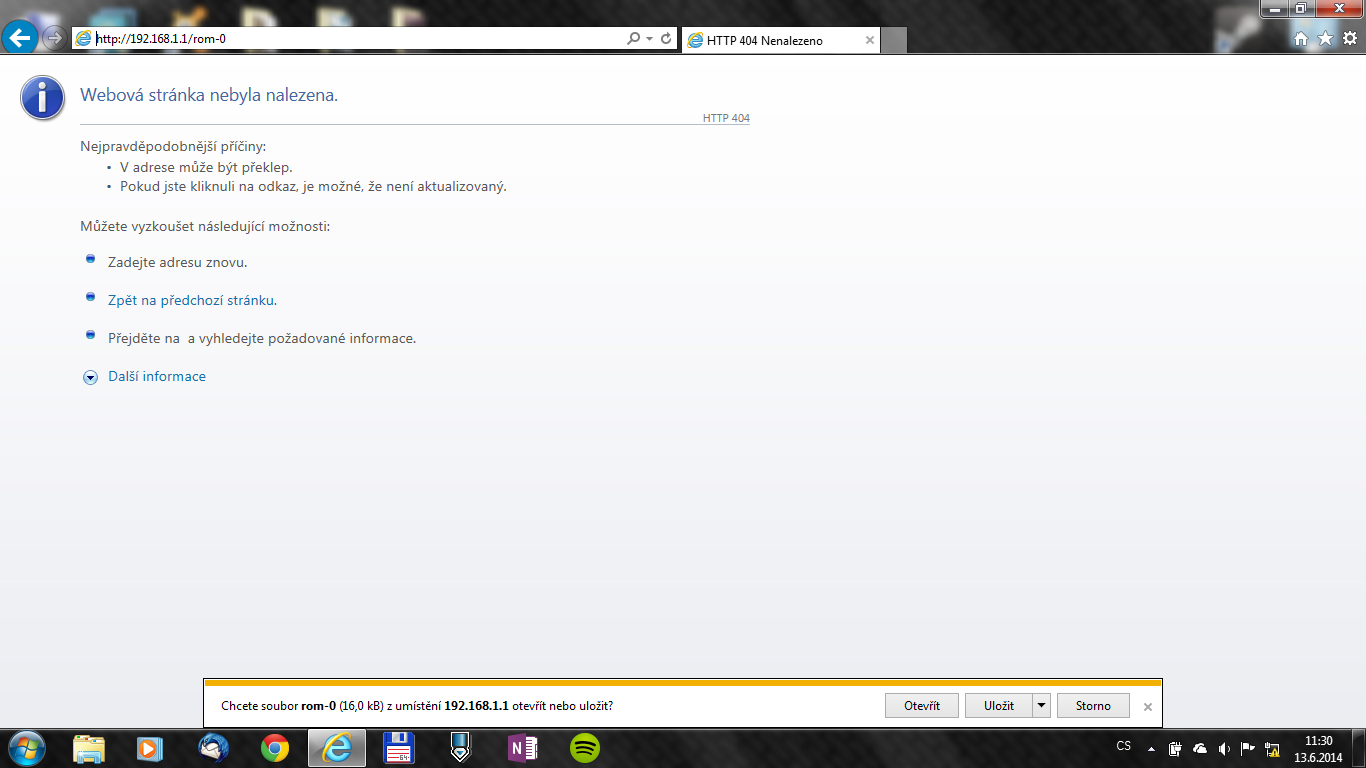 http://192.168.1.1/rom-0
HTTP 404 Nenalezeno
Webová stránka nebyla nalezena.
HTTP 404
Nejpravděpodobnější příčiny:
• V adrese může být překlep.
• Pokud jste kliknuli na odkaz, je možné, že není aktualizovaný.
Můžete vyzkoušet následující možnosti:
Zadejte adresu znovu.
Zpět na předchozí stránku.
Přejděte na  a vyhledejte požadované informace.
Další informace
Chcete soubor rom-0 (16,0 kB) z umístění 192.168.1.1 otevřít nebo uložit?
Otevřít
Uložit
Storno
64
N
CS
11:30
13.6.2014